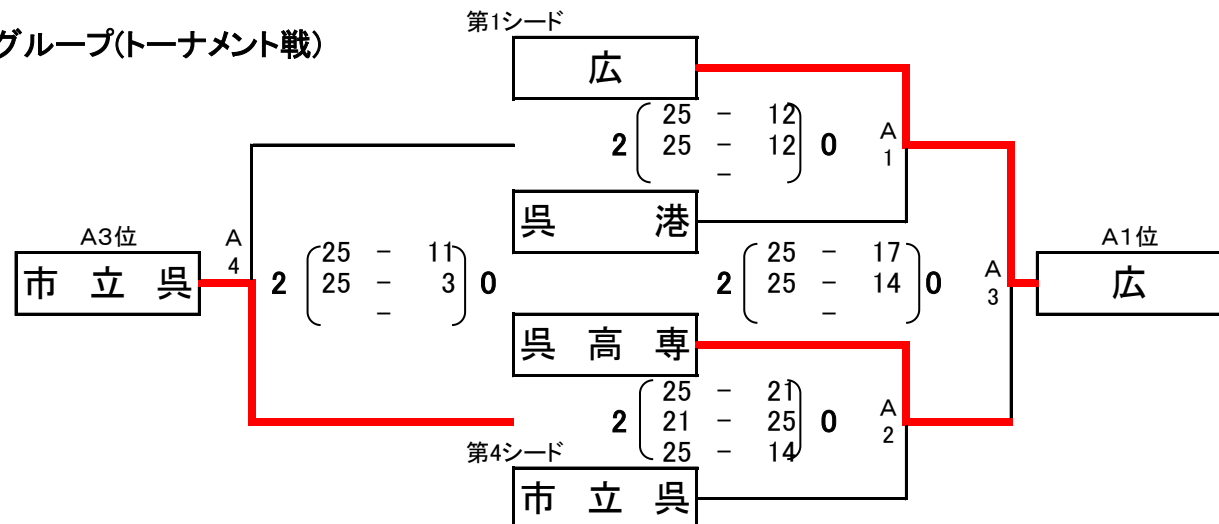 第1シード
グループ(トーナメント戦)
広
25 - 12
2 25 - 12 0
-
A
1
呉 港
A3位
市 立 呉
A
4
25 - 11
2 25 - 3 0
-
25 - 17
2 25 - 14 0
-
A
3
A1位
広
呉 高 専
25 - 21
2 21 - 25 0
25 - 14
A
2
第4シード
市 立 呉